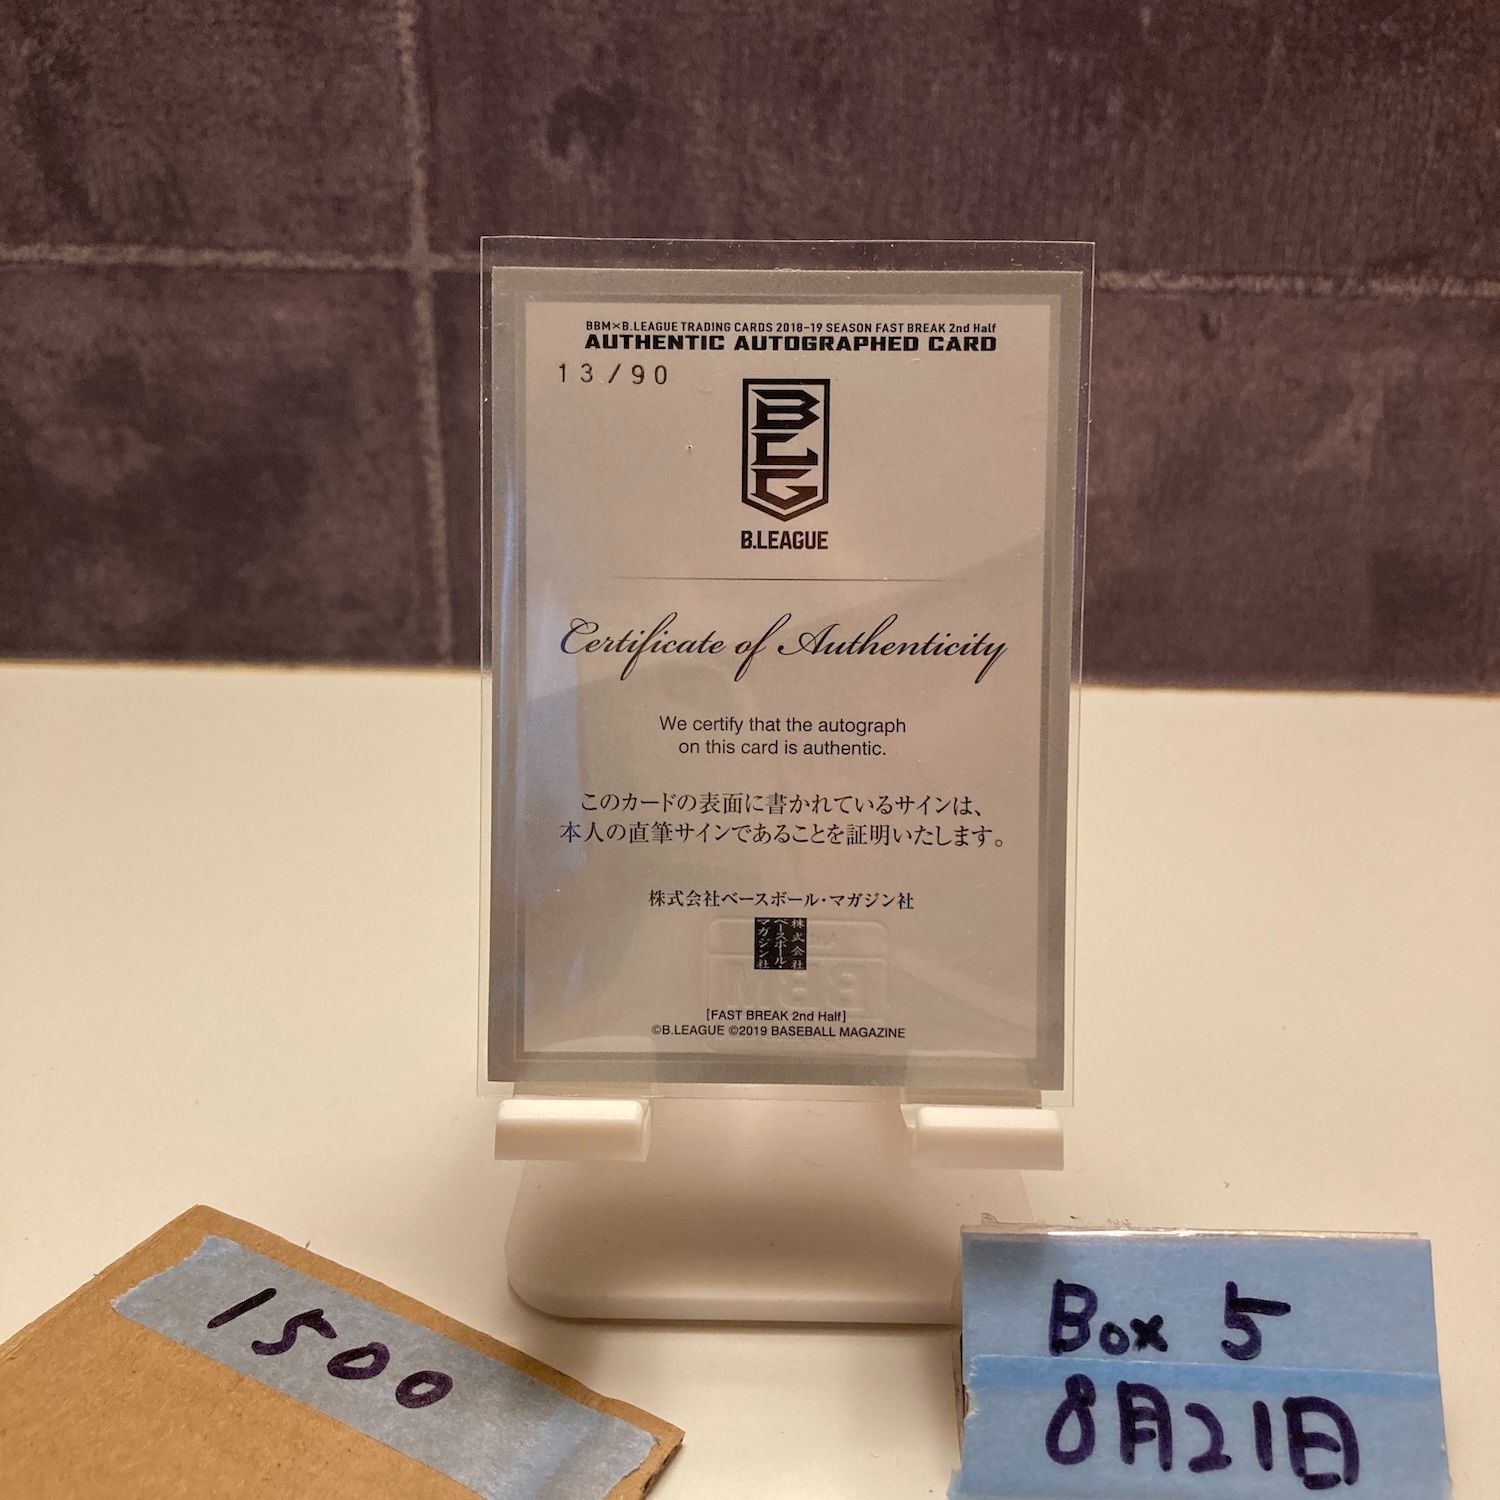 BBM×B.LEAGUE TRADING CARDS 2018-19 SEASON FAST BREAK 2nd Half
AUTHENTIC AUTOGRAPHED CARD
13/90
BLG
B.LEAGUE
Certificate of Authenticity
We certify that the autograph
on this card is authentic.
このカードの表面に書かれているサインは、
本人の直筆サインであることを証明いたします。
株式会社ベースボール・マガジン社
株式会社
ベースボール・
マガジン社
[FAST BREAK 2nd Half]
©B.LEAGUE ©2019 BASEBALL MAGAZINE
1500
Box 5
8月21日